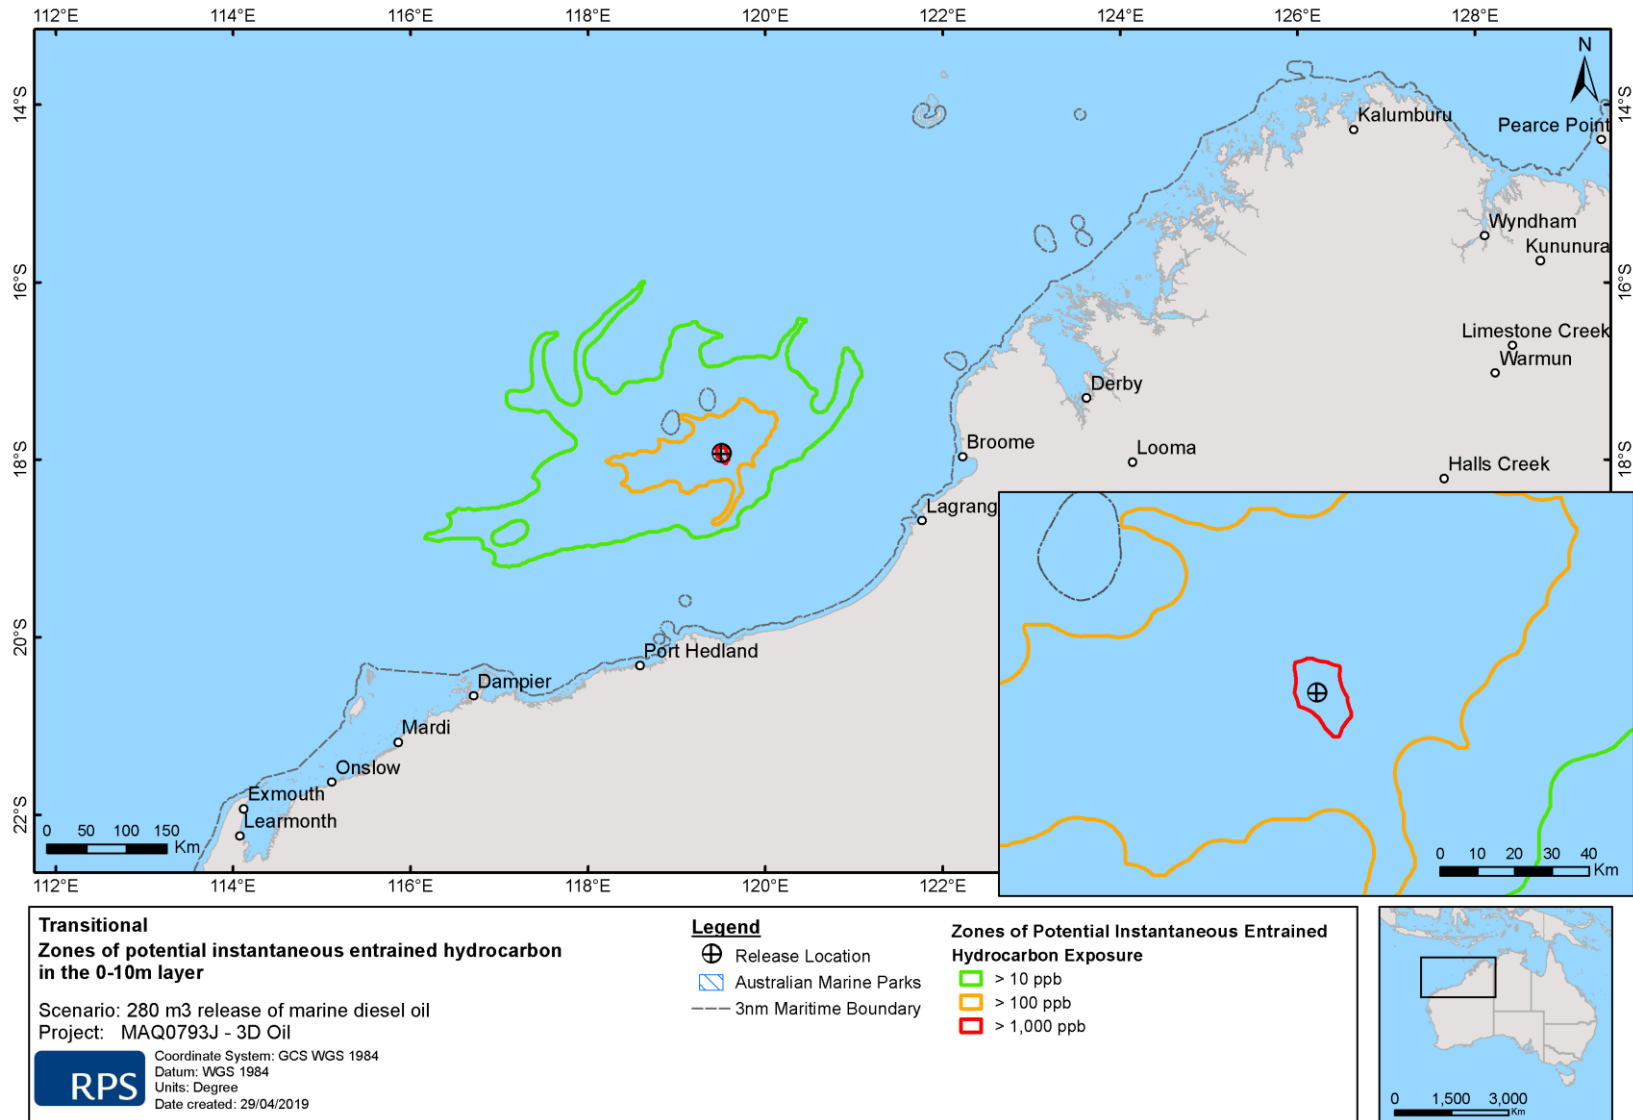 112°E 114°E 116°E 118°E 120°E 122°E 124°E 126°E 128°E
N
14°S 14°S
Kalumburu
Pearce Point
Wyndham
Kununura
16°S 16°S
Limestone Creek
Warmun
Derby
Broome
Looma
18°S 18°S
Halls Creek
Lagrang
20°S
Port Hedland
Dampier
Mardi
Onslow
Exmouth
Learmonth
22°S
0 50 100 150
Km
0 10 20 30 40
Km
112°E 114°E 116°E 118°E 120°E 122°E
Transitional
Zones of potential instantaneous entrained hydrocarbon
in the 0-10m layer
Scenario: 280 m3 release of marine diesel oil
Project: MAQ0793J - 3D Oil
RPS
Coordinate System: GCS WGS 1984
Datum: WGS 1984
Units: Degree
Date created: 29/04/2019
Legend
Release Location
Australian Marine Parks
3nm Maritime Boundary
Zones of Potential Instantaneous Entrained
Hydrocarbon Exposure
> 10 ppb
> 100 ppb
> 1,000 ppb
0 1,500 3,000
Km